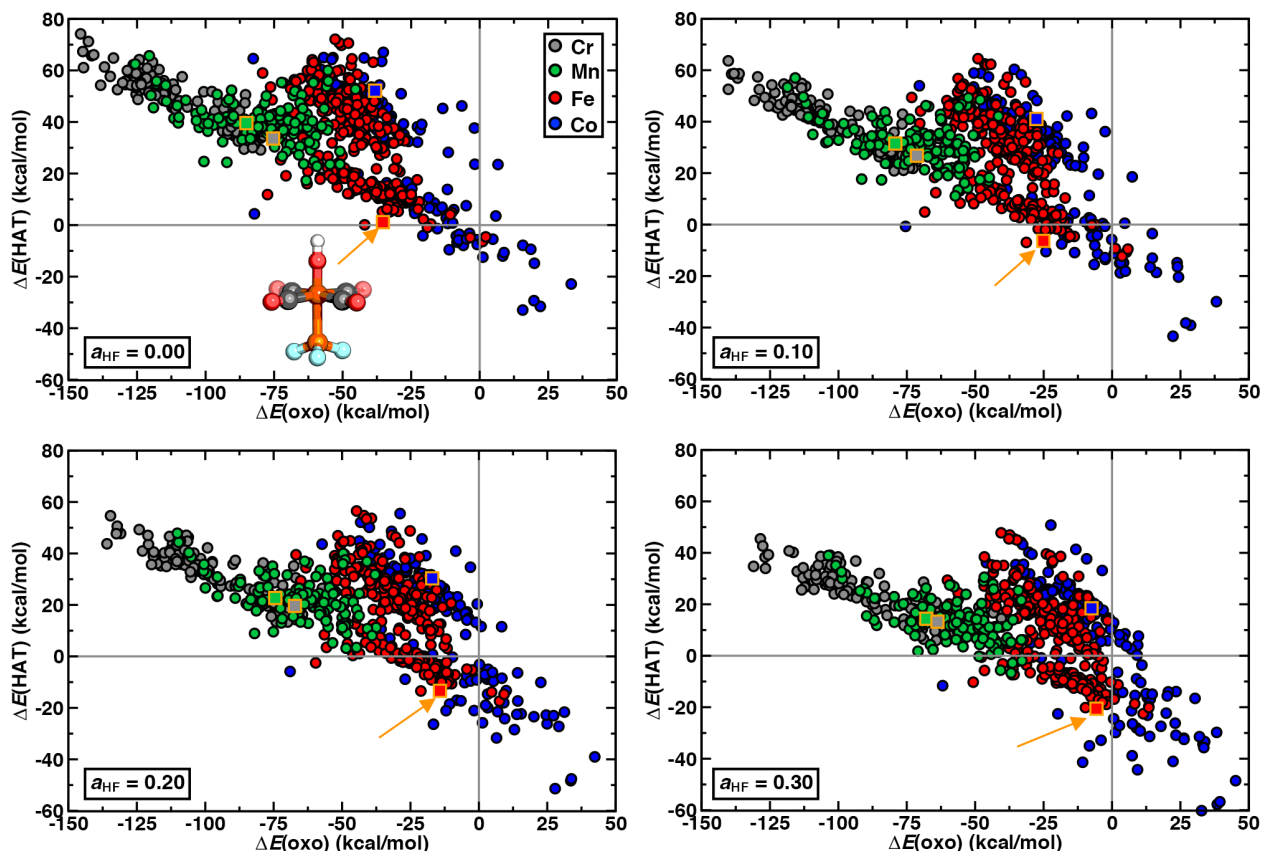 80
60
40
20
0
-20
-40
-60
ΔE(HAT) (kcal/mol)
Cr
Mn
Fe
Co
aHF = 0.00
-150 -125 -100 -75 -50 -25 0 25 50
ΔE(oxo) (kcal/mol)
80
60
40
20
0
-20
-40
-60
ΔE(HAT) (kcal/mol)
aHF = 0.10
-150 -125 -100 -75 -50 -25 0 25 50
ΔE(oxo) (kcal/mol)
80
60
40
20
0
-20
-40
-60
ΔE(HAT) (kcal/mol)
aHF = 0.20
-150 -125 -100 -75 -50 -25 0 25 50
ΔE(oxo) (kcal/mol)
80
60
40
20
0
-20
-40
-60
ΔE(HAT) (kcal/mol)
aHF = 0.30
-150 -125 -100 -75 -50 -25 0 25 50
ΔE(oxo) (kcal/mol)